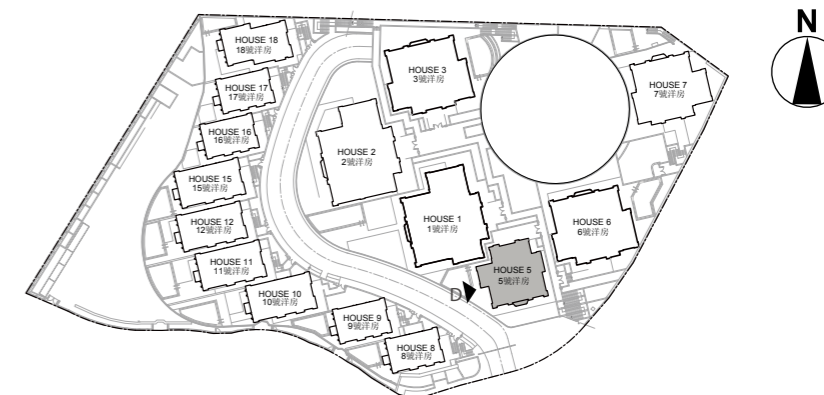 N
HOUSE 18
18號洋房
HOUSE 17
17號洋房
HOUSE 16
16號洋房
HOUSE 15
15號洋房
HOUSE 12
12號洋房
HOUSE 11
11號洋房
HOUSE 10
10號洋房
HOUSE 9
9號洋房
HOUSE 8
8號洋房
HOUSE 3
3號洋房
HOUSE 2
2號洋房
HOUSE 1
1號洋房
HOUSE 5
5號洋房
HOUSE 6
6號洋房
HOUSE 7
7號洋房
D